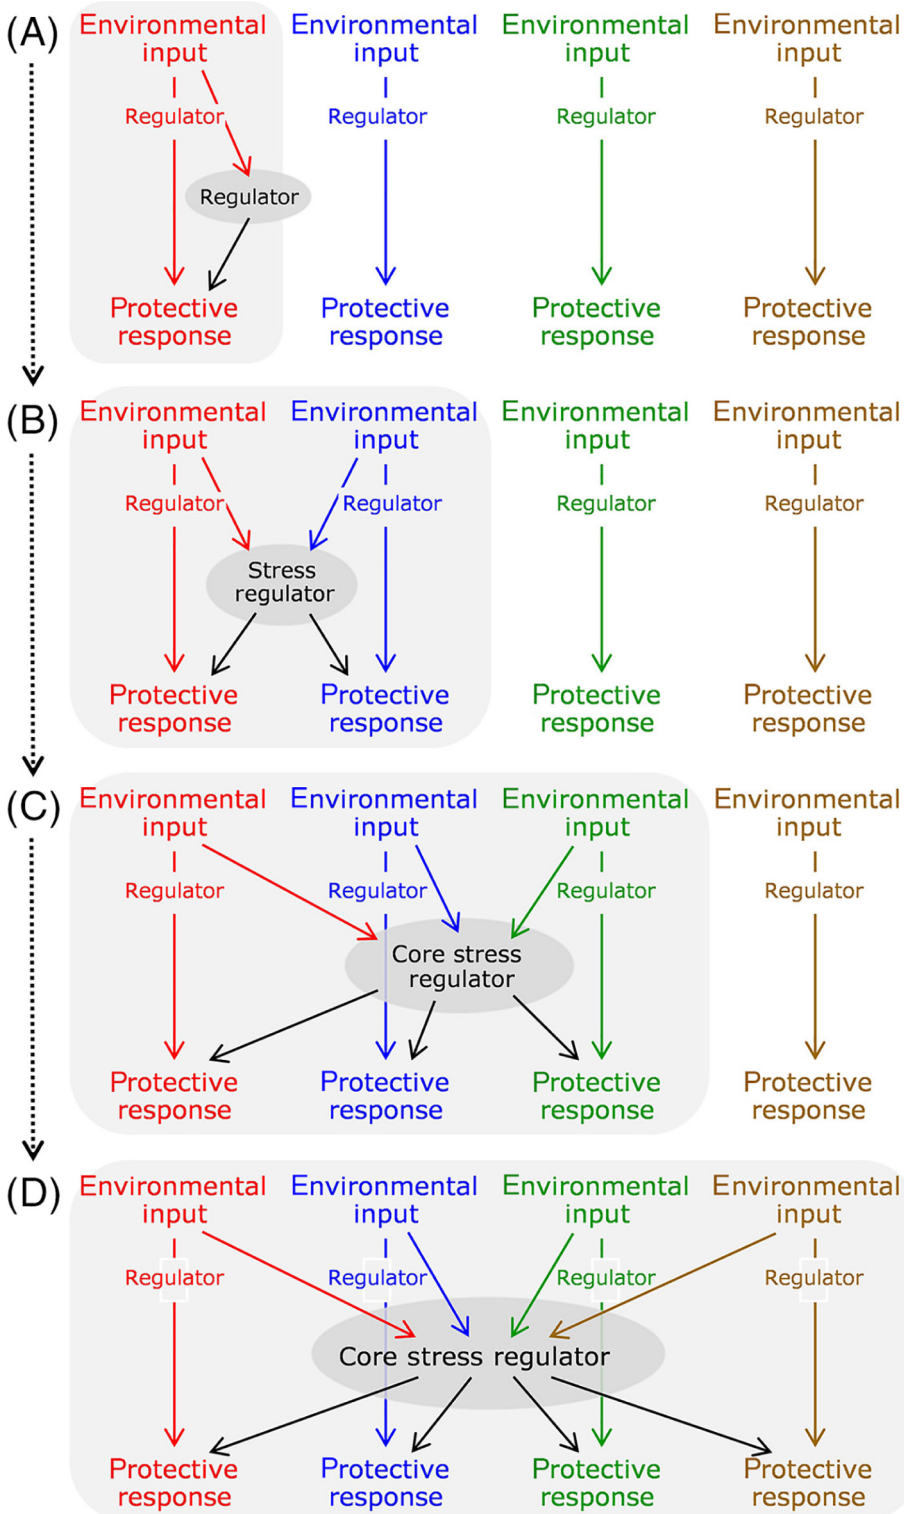 (A)
Environmental input Environmental input Environmental input Environmental input
Regulator Regulator Regulator Regulator
Regulator
Protective response Protective response Protective response Protective response
(B)
Environmental input Environmental input Environmental input Environmental input
Regulator Regulator Regulator Regulator
Stress
regulator
Protective response Protective response Protective response Protective response
(C)
Environmental input Environmental input Environmental input Environmental input
Regulator Regulator Regulator Regulator
Core stress
regulator
Protective response Protective response Protective response Protective response
(D)
Environmental input Environmental input Environmental input Environmental input
Regulator Regulator Regulator Regulator
Core stress regulator
Protective response Protective response Protective response Protective response